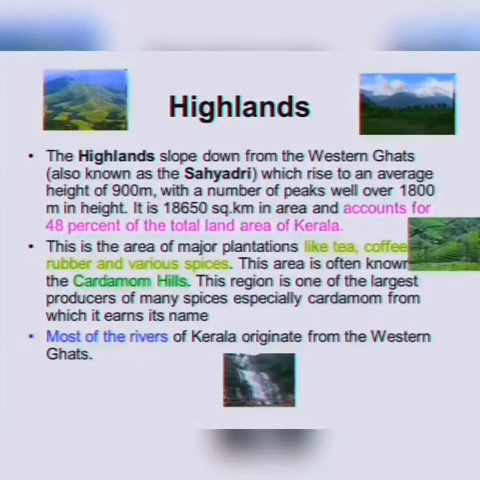 Highlands
• The Highlands slope down from the Western Ghats
(also known as the Sahyadri) which rise to an average
height of 900m, with a number of peaks well over 1800
m in height. It is 18650 sq.km in area and accounts for
48 percent of the total land area of Kerala.
• This is the area of major plantations like tea, coffee
rubber and various spices. This area is often known
the Cardamom Hills. This region is one of the largest
producers of many spices especially cardamom from
which it earns its name
• Most of the rivers of Kerala originate from the Western
Ghats.